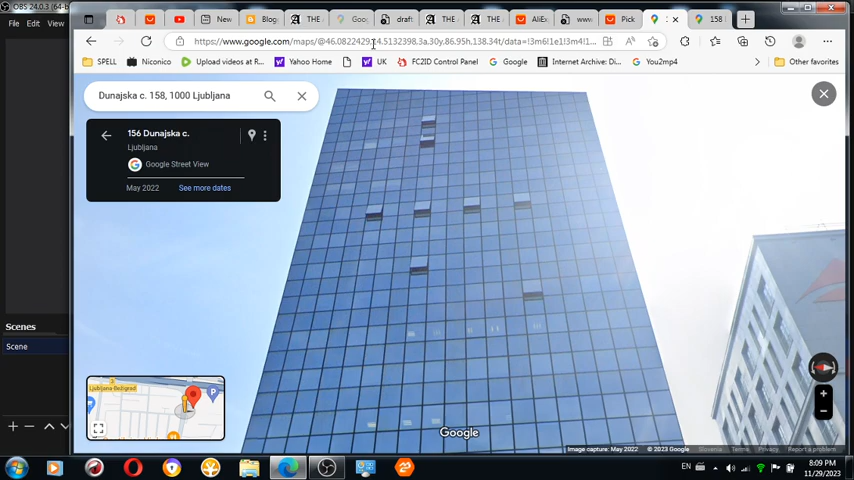 OBS 24.0.3
New
Blog
THE
Goo
draft
THE
THE
AliEx
www
Pick
158
https://www.google.com/maps/@46.0822429,14.5132398,3a,30y,86.95h,138.34t/data=!3m6!1e1!3m4!1...
File Edit View
SPELL Niconico Upload videos at R... Yahoo Home UK FC2ID Control Panel Google Internet Archive: Di... You2mp4 Other favorites
Dunajska c. 158, 1000 Ljubljana
156 Dunajska c.
Ljubljana
Google Street View
May 2022 See more dates
Scenes
Scene
Ljubljana-Bežigrad
P
Google
Image capture: May 2022 © 2023 Google Slovenia Terms Privacy Report a problem
EN 8:09 PM
11/29/2023